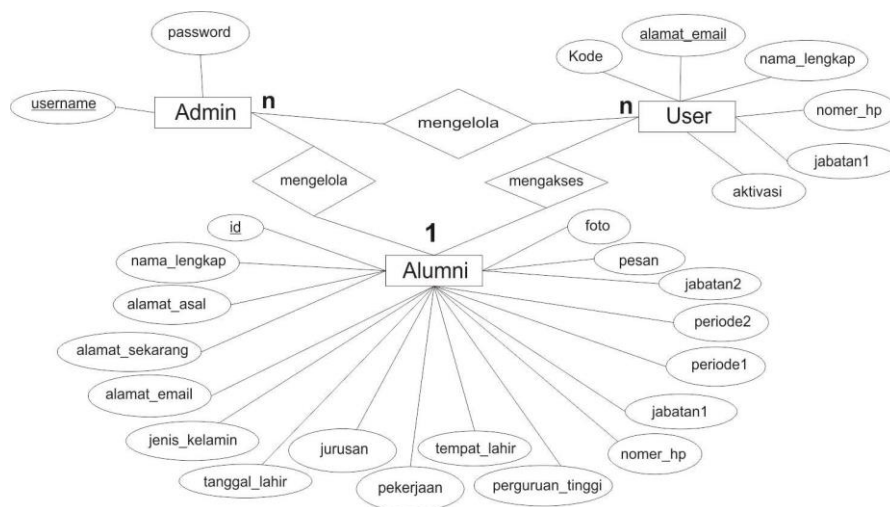 password
alamat_email
Kode
nama_lengkap
username
Admin
n
n
User
nomer_hp
mengelola
jabatan1
mengelola
mengakses
aktivasi
id
1
foto
nama_lengkap
Alumni
pesan
jabatan2
alamat_asal
periode2
alamat_sekarang
periode1
alamat_email
jabatan1
jenis_kelamin
jurusan
tempat_lahir
nomer_hp
tanggal_lahir
pekerjaan
perguruan_tinggi